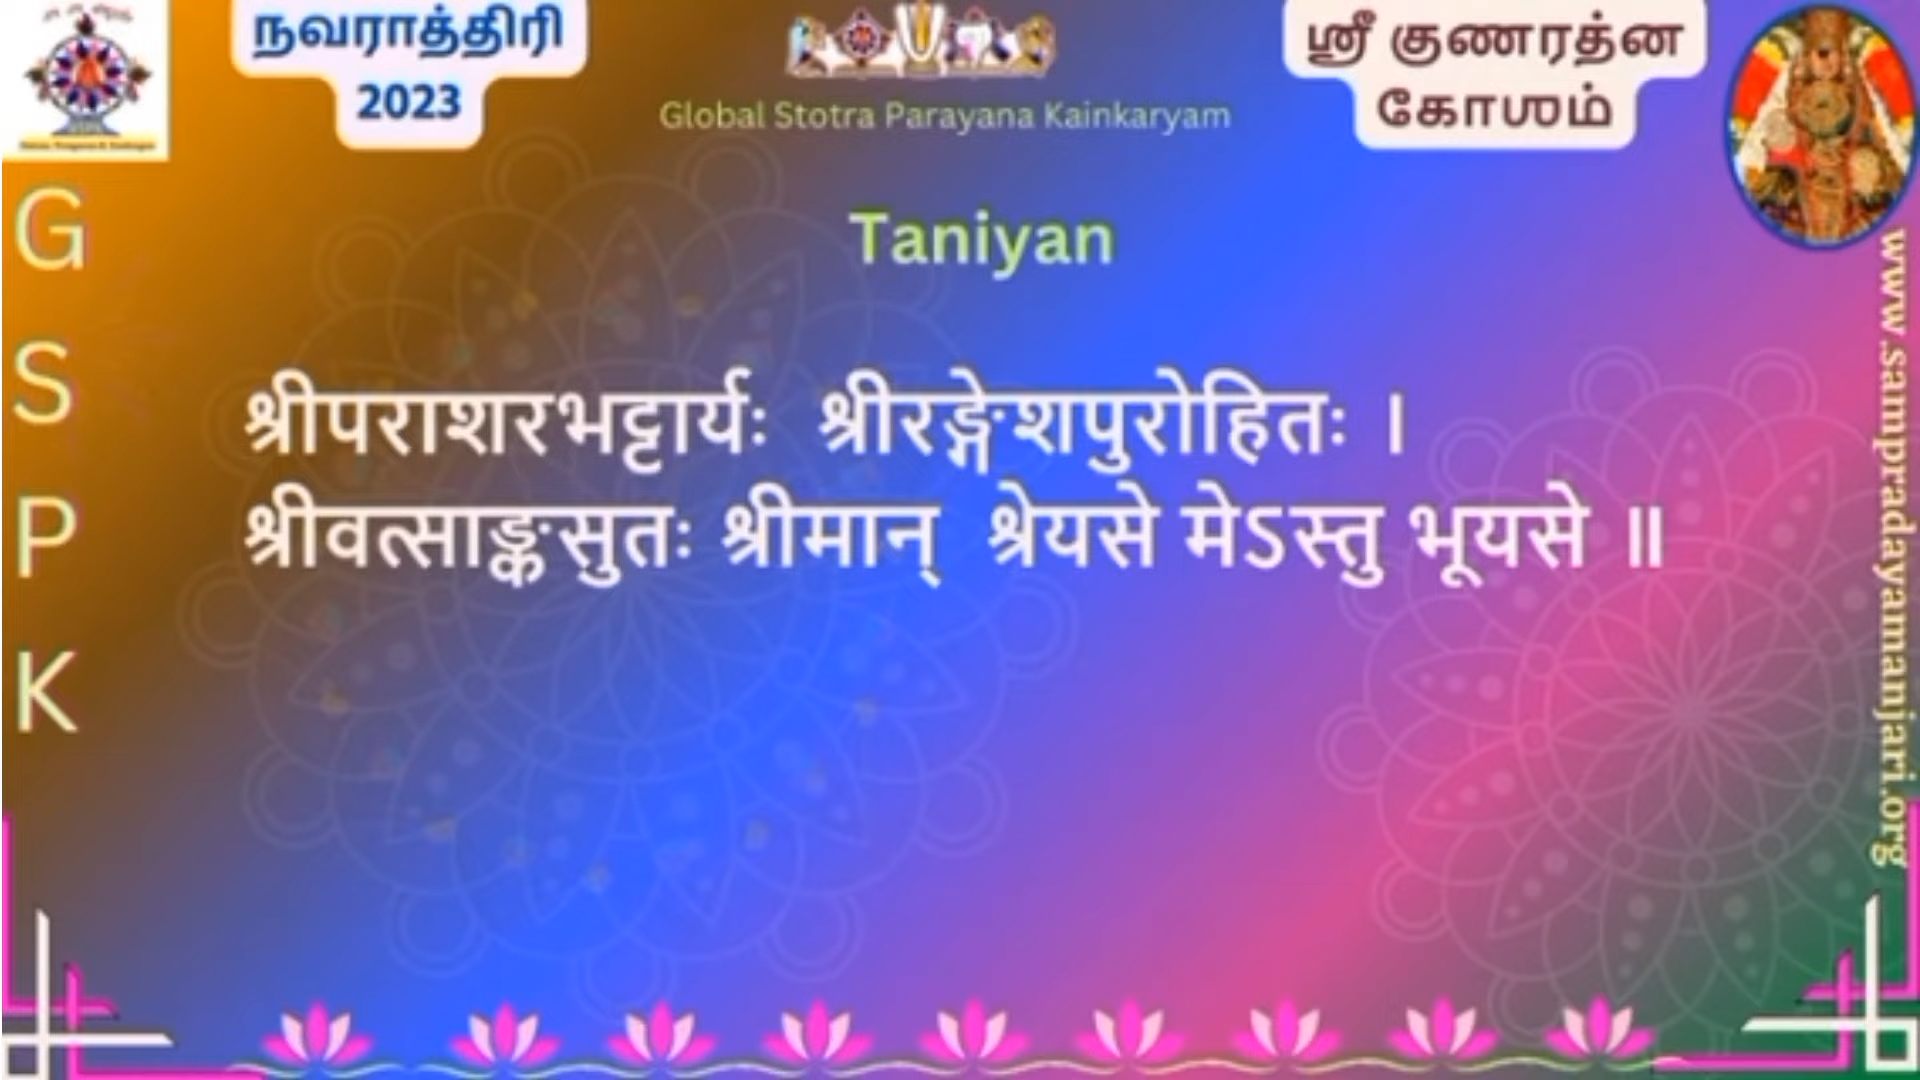 நவராத்திரி
2023
Global Stotra Parayana Kainkaryam
ஸ்ரீ குணரத்ன
கோஶம்
Taniyan
श्रीपराशरभट्टार्यः श्रीरङ्गेशपुरोहितः ।
श्रीवत्साङ्कसुतः श्रीमान् श्रेयसे मेऽस्तु भूयसे ॥
G
S
P
K
www.sampradayamanjari.org